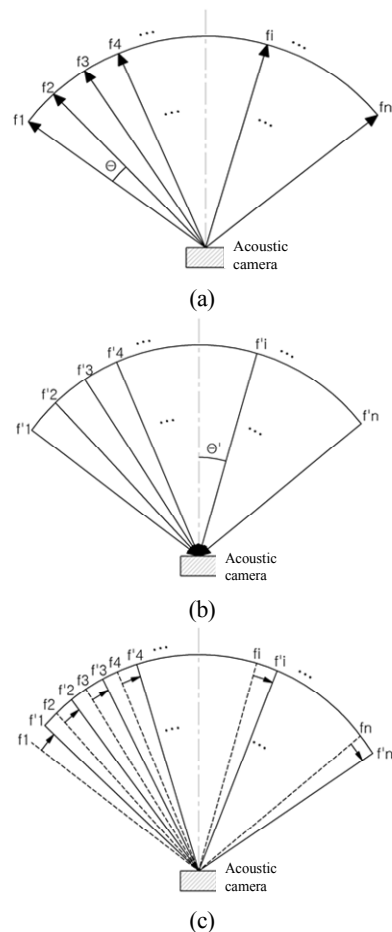 f1
f2
f3
f4
...
fi
...
fn
...
...
Θ
Acoustic
camera
(a)
f'1
f'2
f'3
f'4
...
f'i
...
f'n
...
...
Θ'
Acoustic
camera
(b)
f1
f'1
f2
f'2
f3
f'3
f4
f'4
...
fi
f'i
...
fn
f'n
...
...
Acoustic
camera
(c)